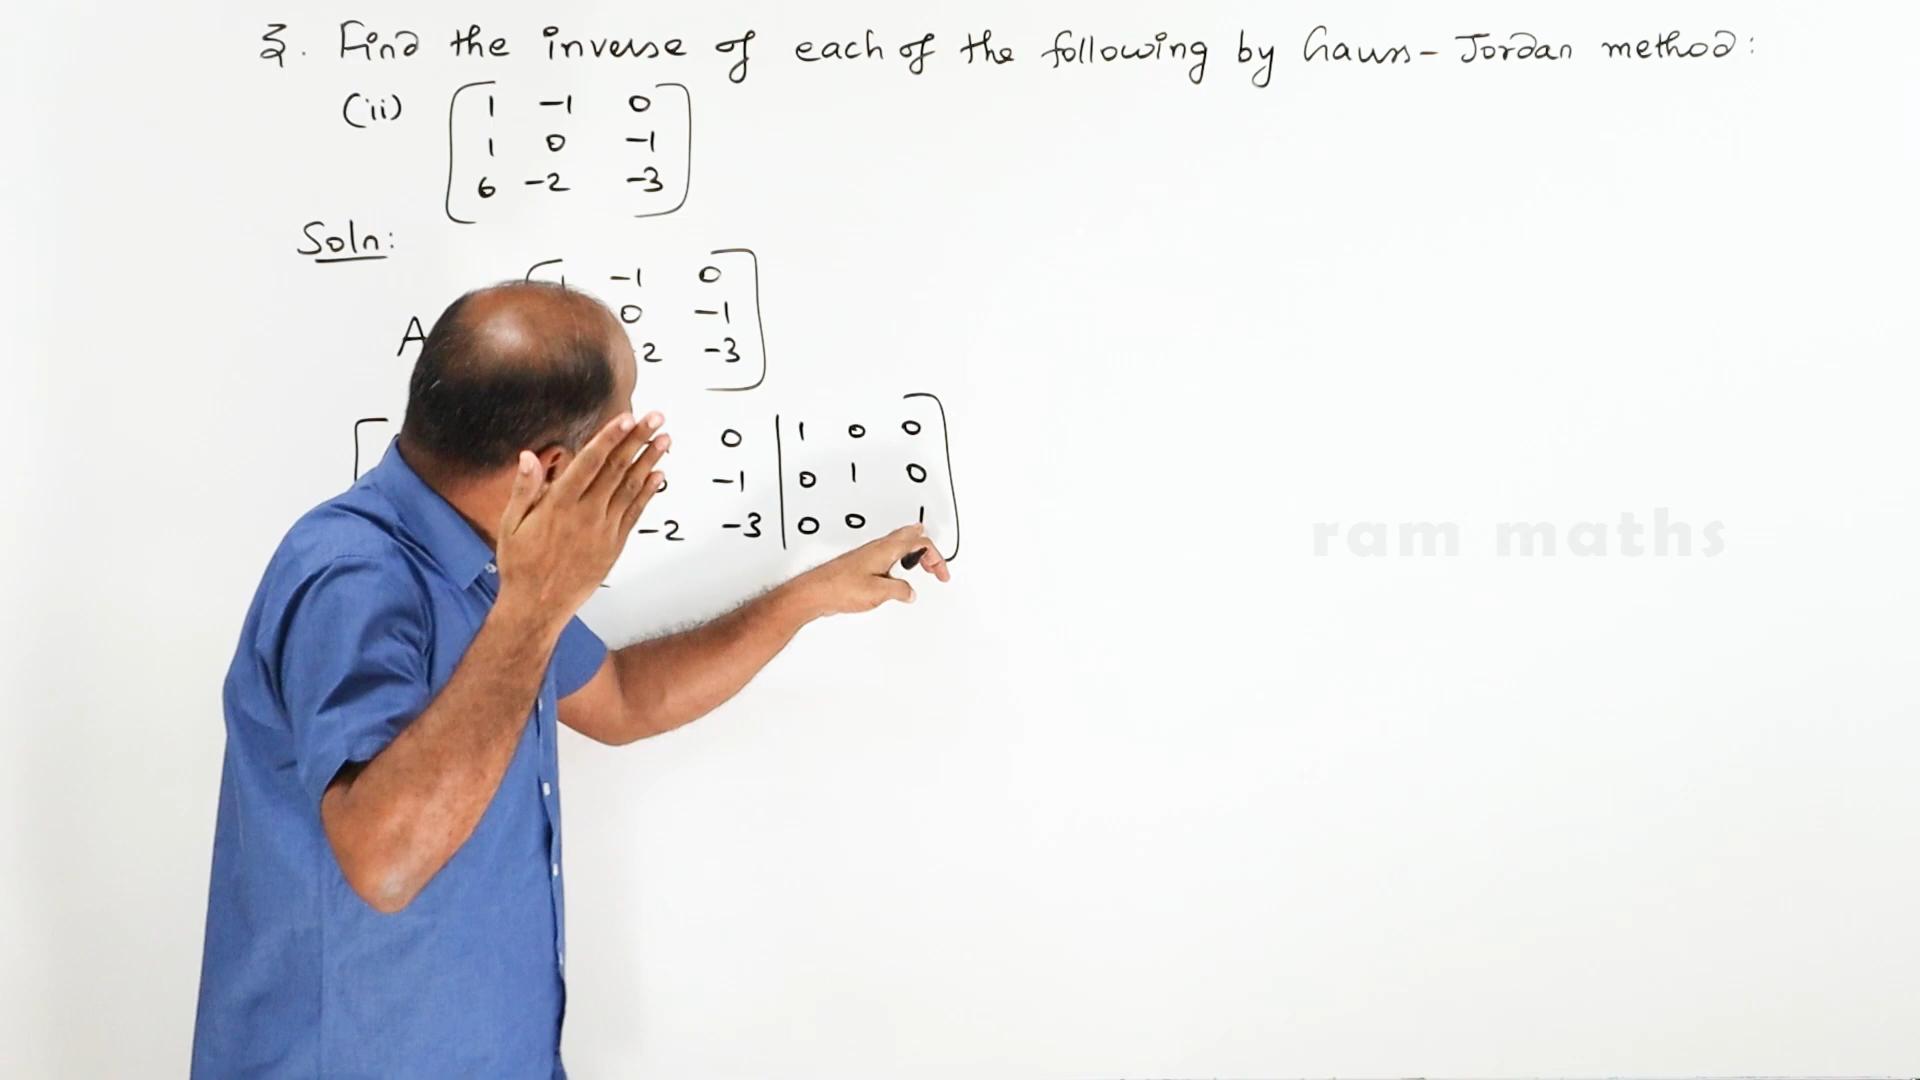 3. Find the inverse of each of the following by Gauss-Jordan method:
(ii) 1 -1 0
1 0 -1
6 -2 -3
Soln:
-1 0
A 0 -1
2 -3
0 1 0 0
-1 0 1 0
-2 -3 0 0 1
ram maths